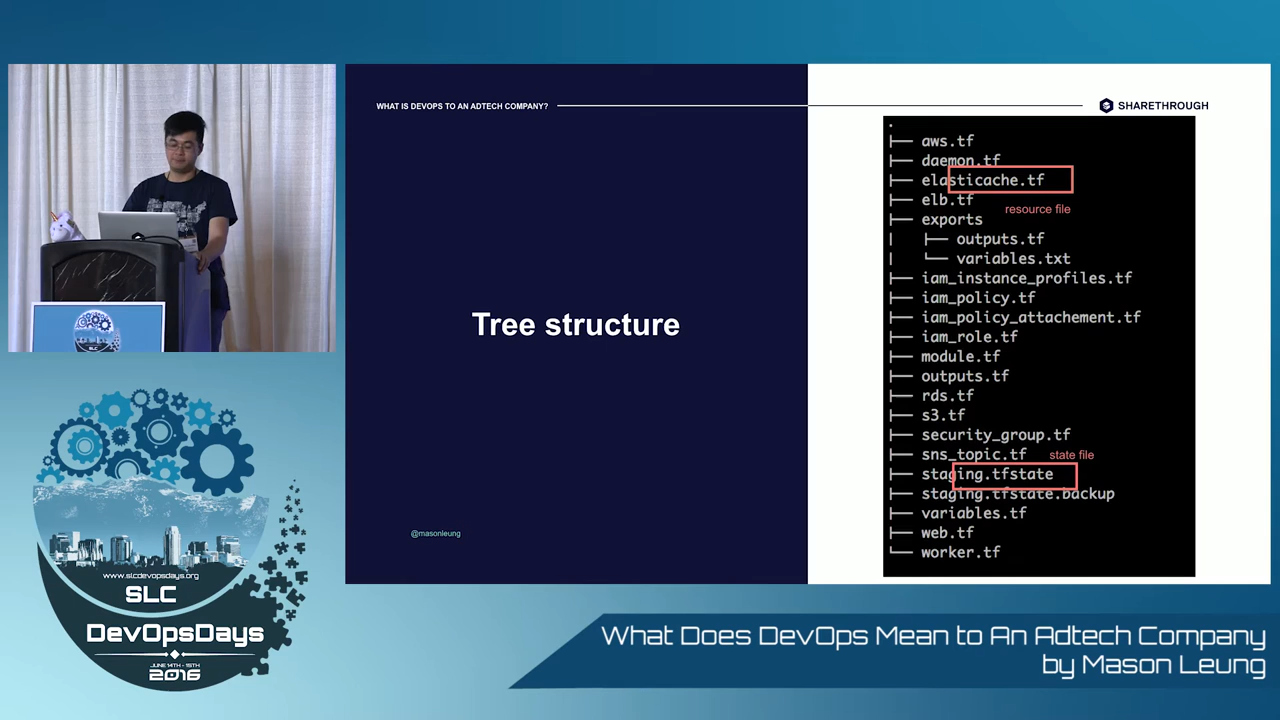 WHAT IS DEVOPS TO AN ADTECH COMPANY?
SHARETHROUGH
Tree structure
@masonleung
.
├── aws.tf
├── daemon.tf
├── elasticache.tf
resource file
├── elb.tf
├── exports
│   ├── outputs.tf
│   └── variables.txt
├── iam_instance_profiles.tf
├── iam_policy.tf
├── iam_policy_attachement.tf
├── iam_role.tf
├── module.tf
├── outputs.tf
├── rds.tf
├── s3.tf
├── security_group.tf
├── sns_topic.tf
state file
├── staging.tfstate
├── staging.tfstate.backup
├── variables.tf
├── web.tf
└── worker.tf
SLC
www.slcdevopsdays.org
SLC
DevOpsDays
JUNE 14TH - 15TH
2016
What Does DevOps Mean to An Adtech Company
by Mason Leung